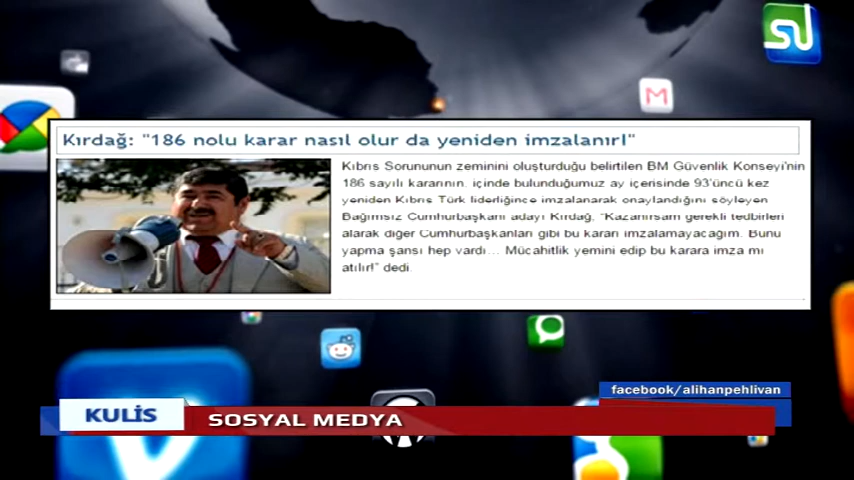 Kırdağ: "186 nolu karar nasıl olur da yeniden imzalanır!"
Kıbrıs Sorununun zeminini oluşturduğu belirtilen BM Güvenlik Konseyi'nin
186 sayılı kararının, içinde bulunduğumuz ay içerisinde 93'üncü kez
yeniden Kıbrıs Türk liderliğince imzalanarak onaylandığını söyleyen
Bağımsız Cumhurbaşkanı adayı Kırdağ, "Kazanırsam gerekli tedbirleri
alarak diğer Cumhurbaşkanları gibi bu kararı imzalamayacağım. Bunu
yapma şansı hep vardı... Mücahitlik yemini edip bu karara imza mı
atılır!" dedi.
facebook/alihanpehlivan
KULİS
SOSYAL MEDYA